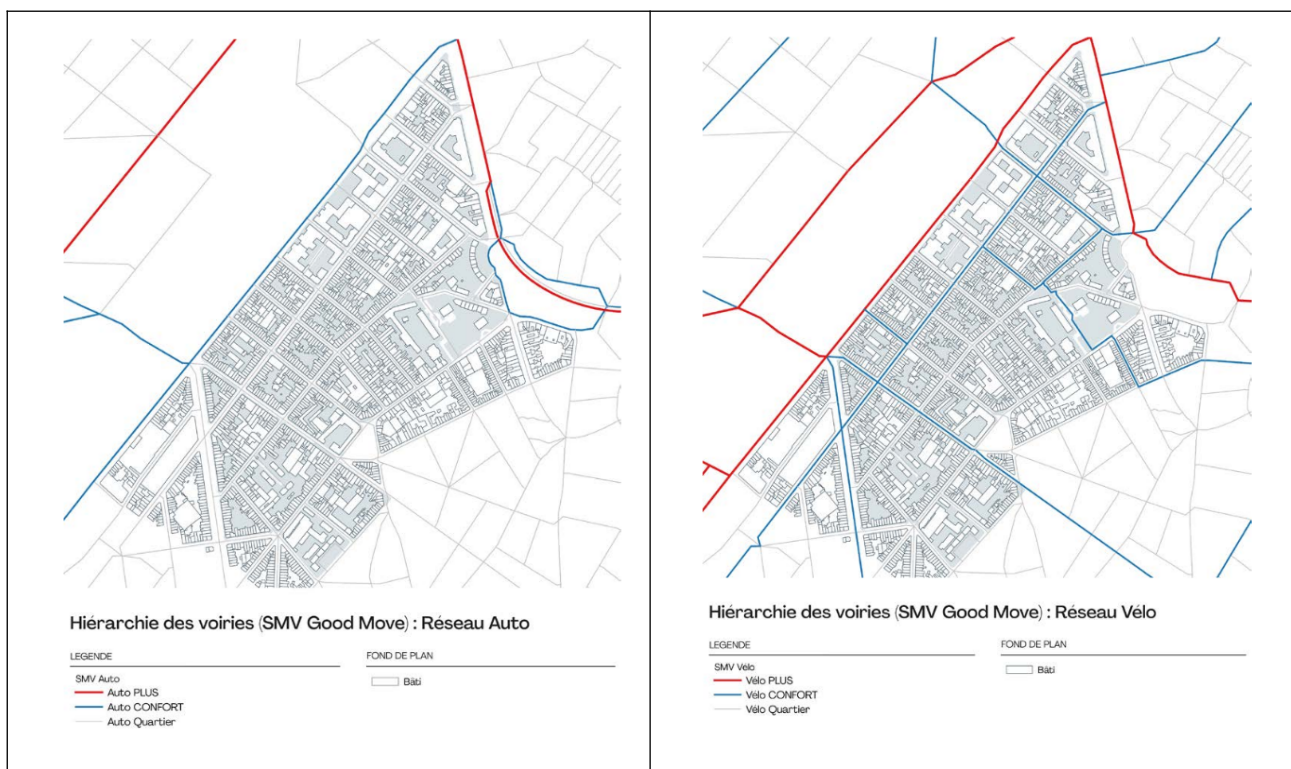 Hiérarchie des voiries (SMV Good Move) : Réseau Auto
LEGENDE
FOND DE PLAN
SMV Auto
Auto PLUS
Auto CONFORT
Auto Quartier
Bâti
Hiérarchie des voiries (SMV Good Move) : Réseau Vélo
LEGENDE
FOND DE PLAN
SMV Vélo
Vélo PLUS
Vélo CONFORT
Vélo Quartier
Bâti